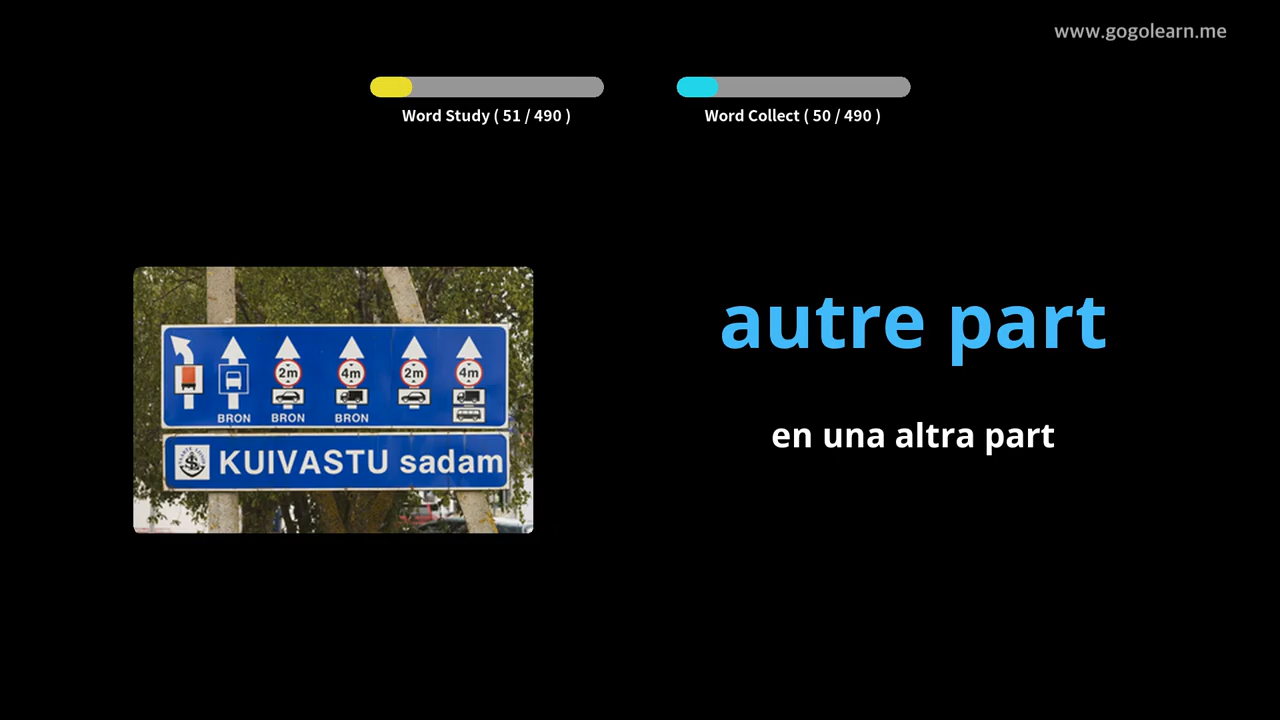 www.gogolearn.me
Word Study ( 51 / 490 )
Word Collect ( 50 / 490 )
autre part
en una altra part
2m 4m 2m 4m
BRON BRON BRON
KUIVASTU sadam